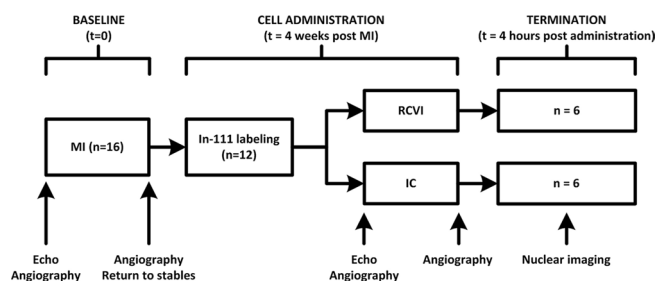 BASELINE
(t=0)
CELL ADMINISTRATION
(t = 4 weeks post MI)
TERMINATION
(t = 4 hours post administration)
MI (n=16)
In-111 labeling
(n=12)
RCVI
n = 6
IC
n = 6
Echo
Angiography
Angiography
Return to stables
Echo
Angiography
Angiography
Nuclear imaging